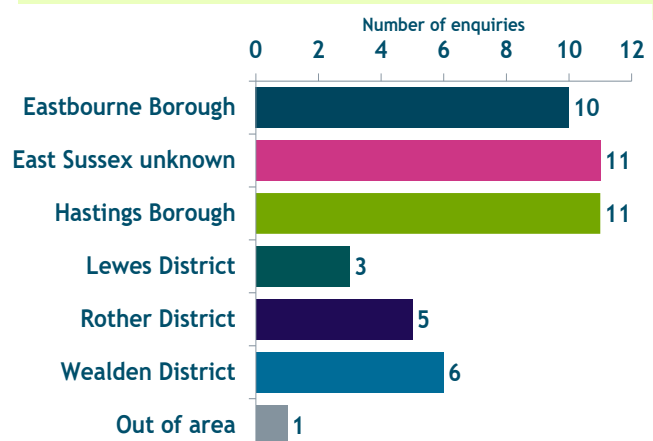 Number of enquiries
0 2 4 6 8 10 12
Eastbourne Borough 10
East Sussex unknown 11
Hastings Borough 11
Lewes District 3
Rother District 5
Wealden District 6
Out of area 1